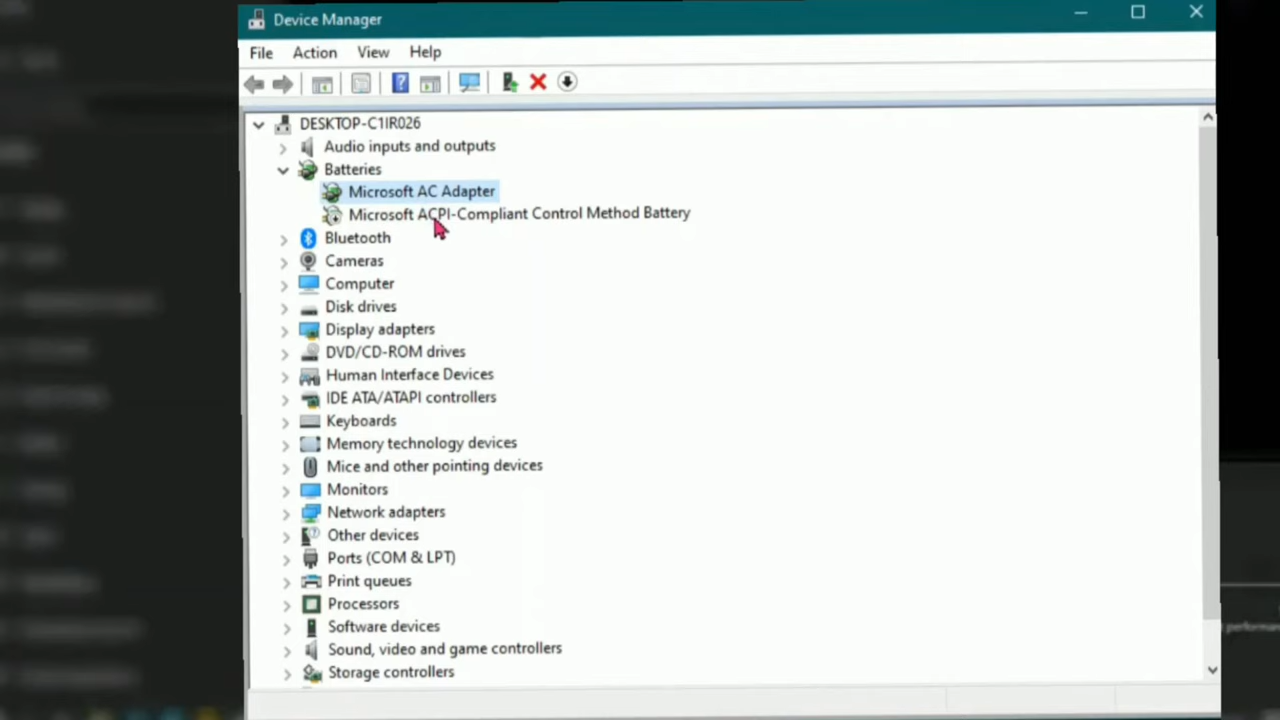 Device Manager
File Action View Help
DESKTOP-C1IR026
Audio inputs and outputs
Batteries
Microsoft AC Adapter
Microsoft ACPI-Compliant Control Method Battery
Bluetooth
Cameras
Computer
Disk drives
Display adapters
DVD/CD-ROM drives
Human Interface Devices
IDE ATA/ATAPI controllers
Keyboards
Memory technology devices
Mice and other pointing devices
Monitors
Network adapters
Other devices
Ports (COM & LPT)
Print queues
Processors
Software devices
Sound, video and game controllers
Storage controllers